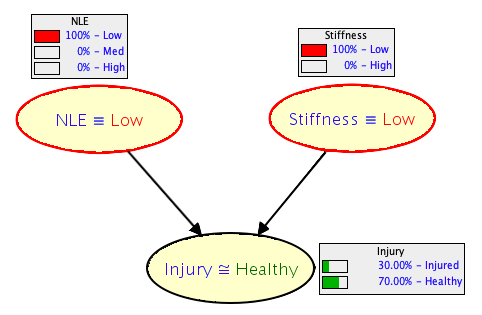 NLE
100% - Low
0% - Med
0% - High
Stiffness
100% - Low
0% - High
NLE ≡ Low
Stiffness ≡ Low
Injury ≅ Healthy
Injury
30.00% - Injured
70.00% - Healthy